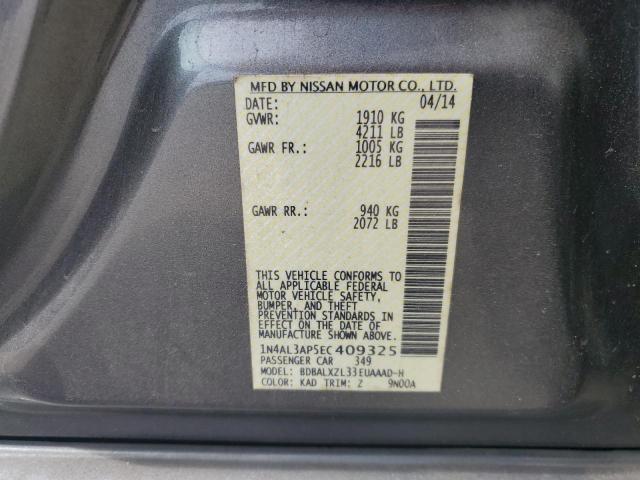 MFD BY NISSAN MOTOR CO., LTD.
DATE: 04/14
GVWR: 1910 KG
4211 LB
GAWR FR.: 1005 KG
2216 LB
GAWR RR.: 940 KG
2072 LB
THIS VEHICLE CONFORMS TO
ALL APPLICABLE FEDERAL
MOTOR VEHICLE SAFETY,
BUMPER, AND THEFT
PREVENTION STANDARDS
IN EFFECT ON THE DATE OF
MANUFACTURE SHOWN ABOVE.
1N4AL3AP5EC409325
PASSENGER CAR 349
MODEL: BDBALXZL33EUAAAD-H
COLOR: KAD TRIM: Z 9N00A